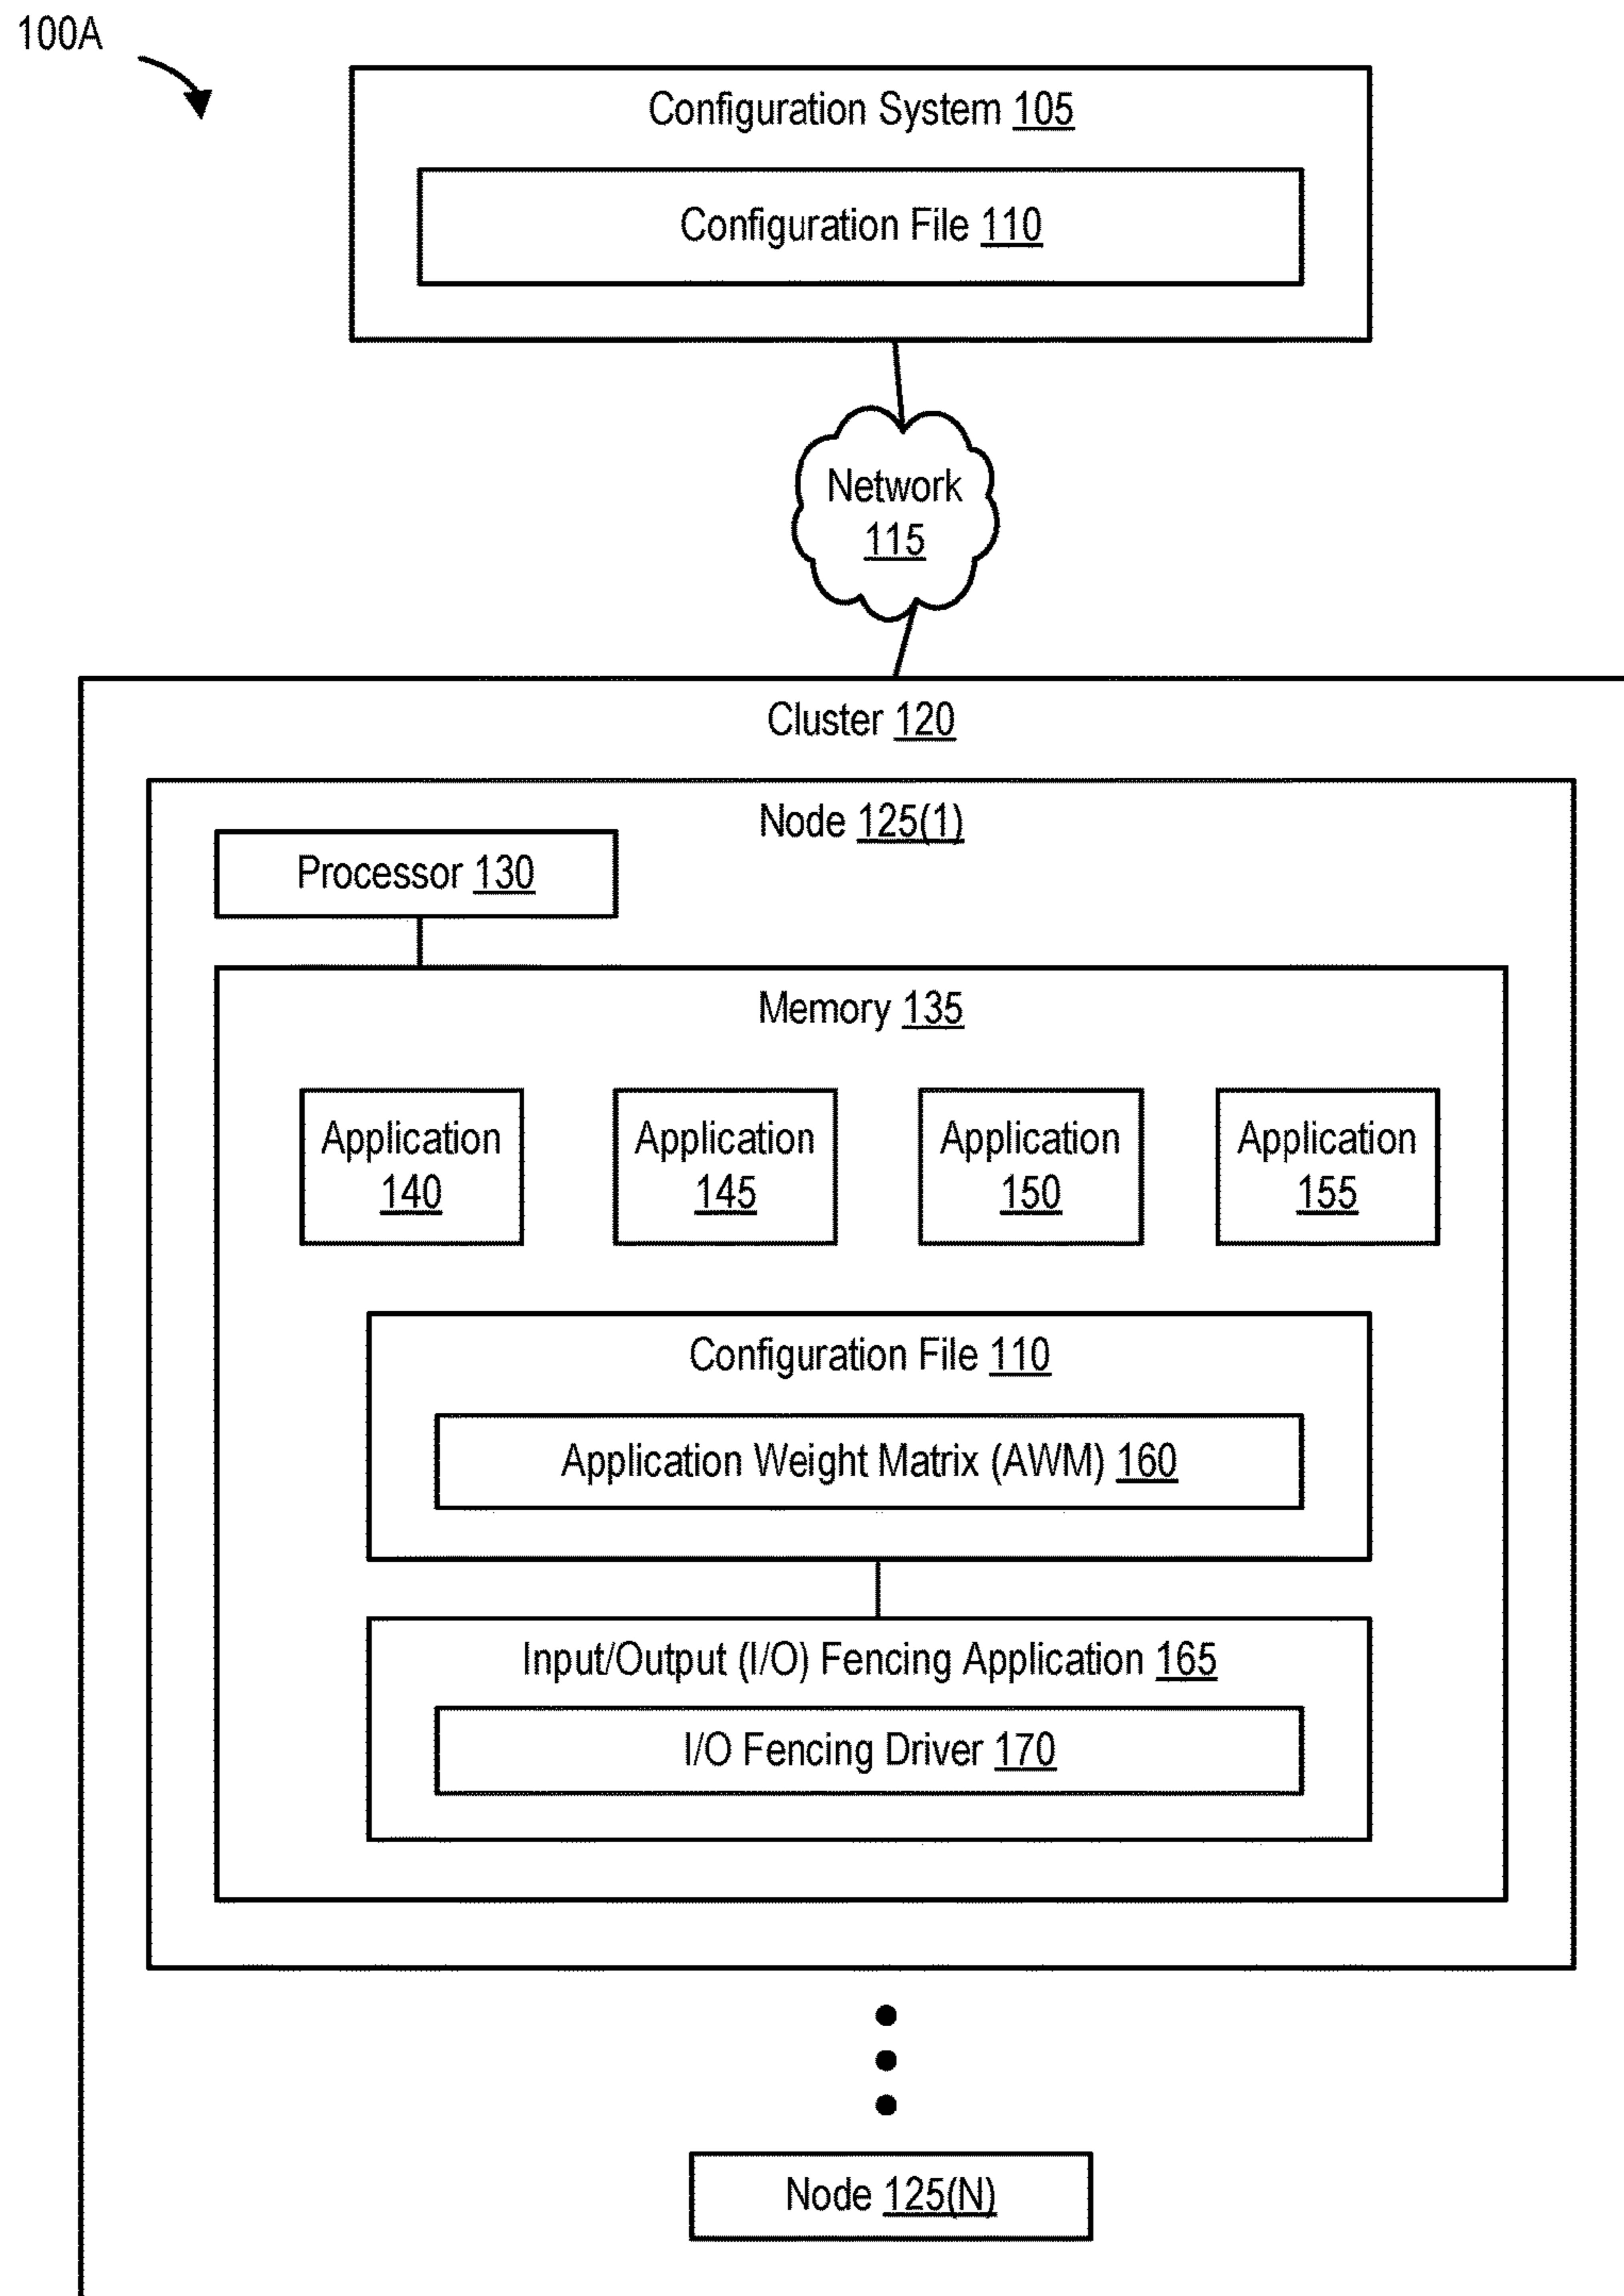 100A
Configuration System 105
Configuration File 110
Network
115
Cluster 120
Node 125(1)
Processor 130
Memory 135
Application
140
Application
145
Application
150
Application
155
Configuration File 110
Application Weight Matrix (AWM) 160
Input/Output (I/O) Fencing Application 165
I/O Fencing Driver 170
Node 125(N)